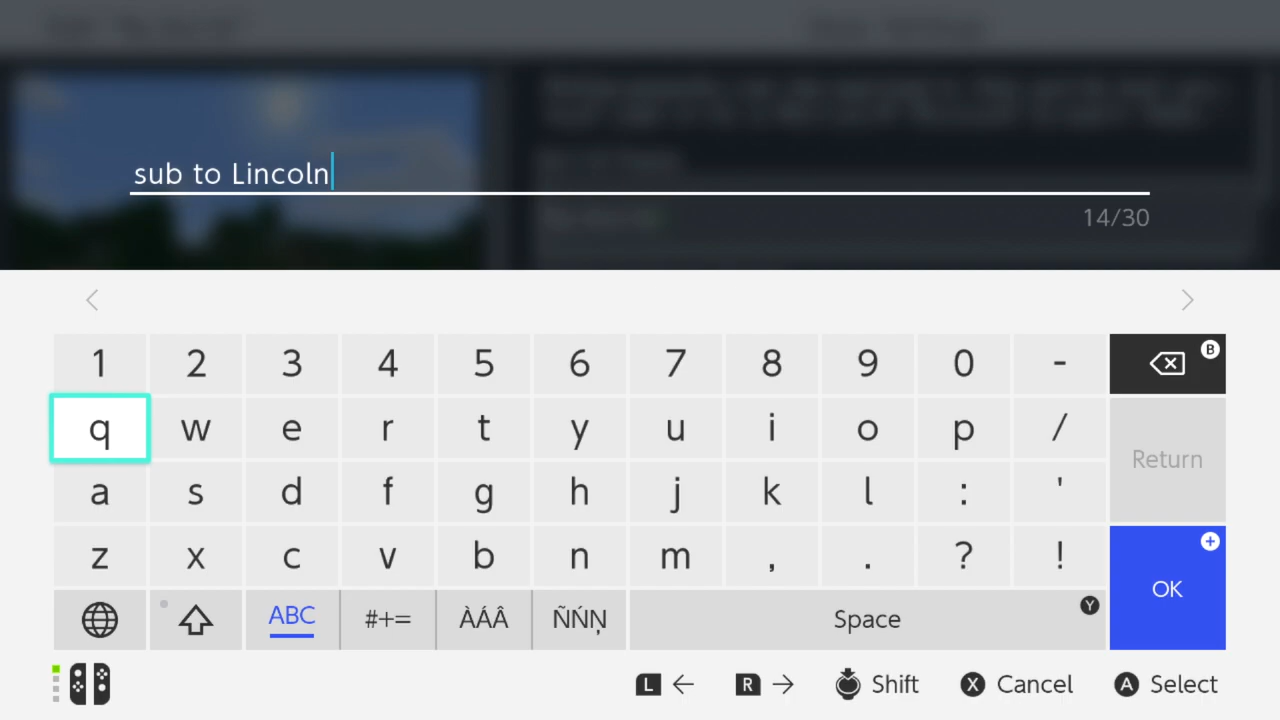 sub to Lincoln
14/30
1 2 3 4 5 6 7 8 9 0 - B
q w e r t y u i o p / Return
a s d f g h j k l : '
z x c v b n m , . ? ! + OK
ABC #+= ÀÁÂ ÑŃŅ Space Y
L ← R → Shift X Cancel A Select